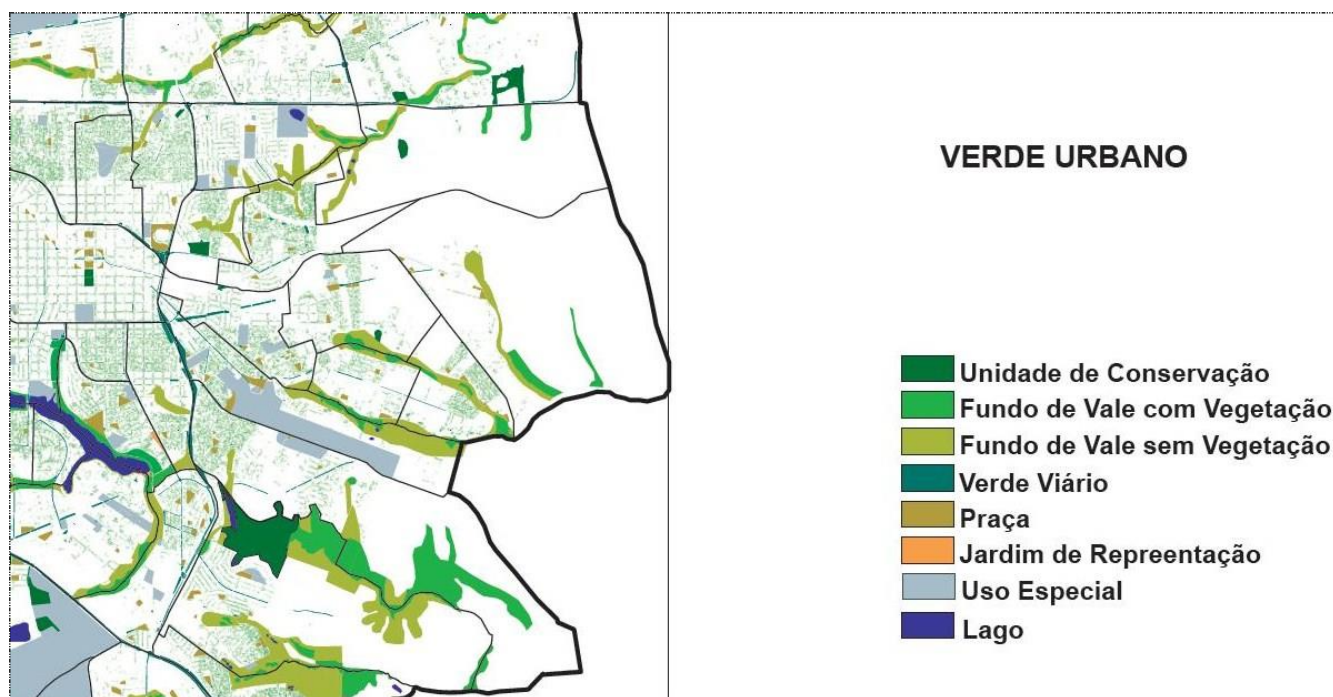 VERDE URBANO
Unidade de Conservação
Fundo de Vale com Vegetação
Fundo de Vale sem Vegetação
Verde Viário
Praça
Jardim de Repreentação
Uso Especial
Lago